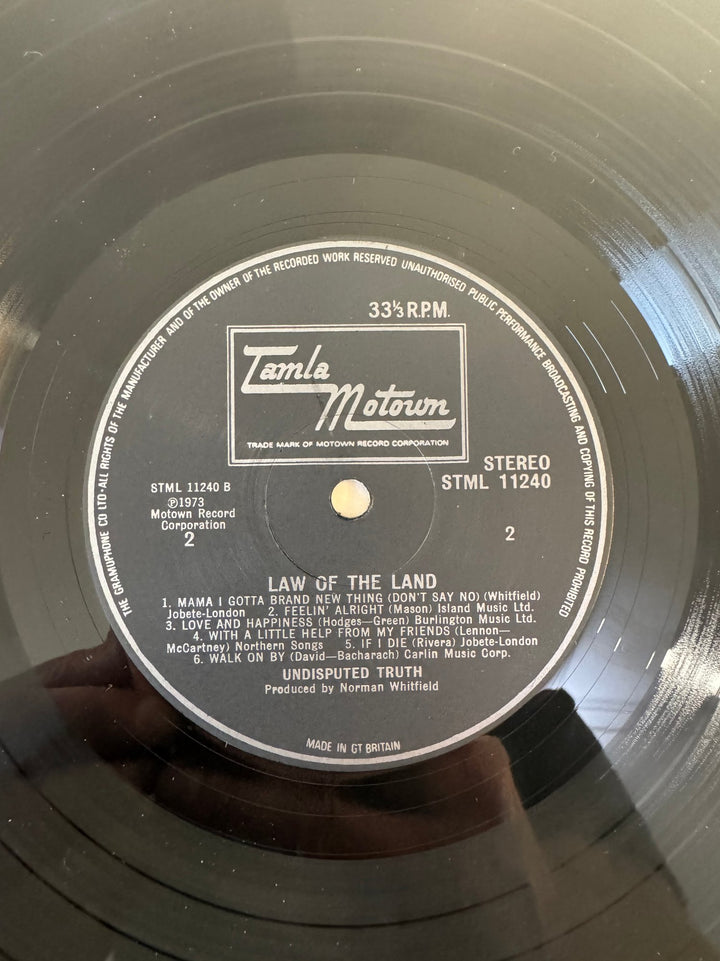 THE GRAMOPHONE CO LTD·ALL RIGHTS OF THE MANUFACTURER AND OF THE OWNER OF THE RECORDED WORK RESERVED UNAUTHORISED PUBLIC PERFORMANCE BROADCASTING AND COPYING OF THIS RECORD PROHIBITED
33⅓ R.P.M.
Tamla
Motown
TRADE MARK OF MOTOWN RECORD CORPORATION
STEREO
STML 11240
STML 11240 B
℗1973
Motown Record
Corporation
2
2
LAW OF THE LAND
1. MAMA I GOTTA BRAND NEW THING (DON'T SAY NO) (Whitfield)
Jobete-London 2. FEELIN' ALRIGHT (Mason) Island Music Ltd.
3. LOVE AND HAPPINESS (Hodges–Green) Burlington Music Ltd.
4. WITH A LITTLE HELP FROM MY FRIENDS (Lennon—
McCartney) Northern Songs 5. IF I DIE (Rivera) Jobete-London
6. WALK ON BY (David—Bacharach) Carlin Music Corp.
UNDISPUTED TRUTH
Produced by Norman Whitfield
MADE IN GT BRITAIN